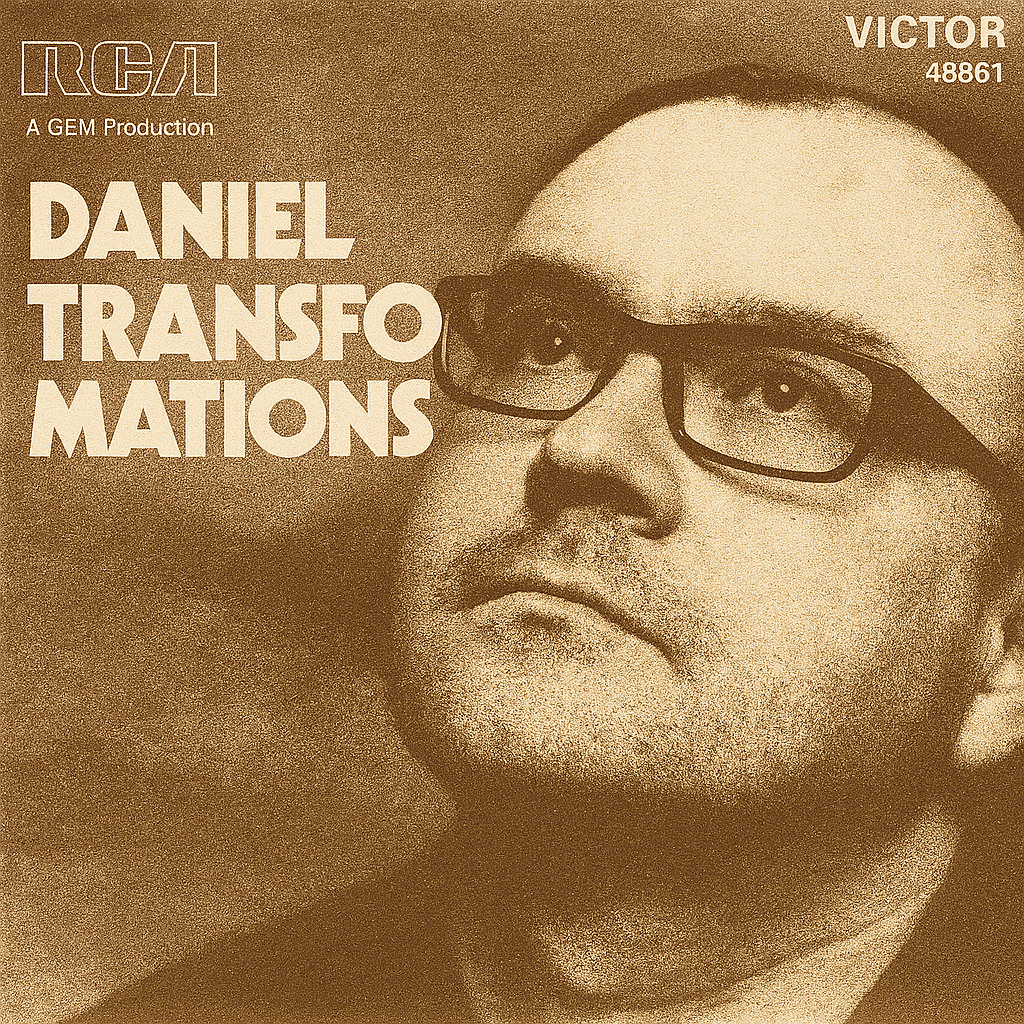 RCA
A GEM Production
VICTOR
48861
DANIEL
TRANSFO
MATIONS